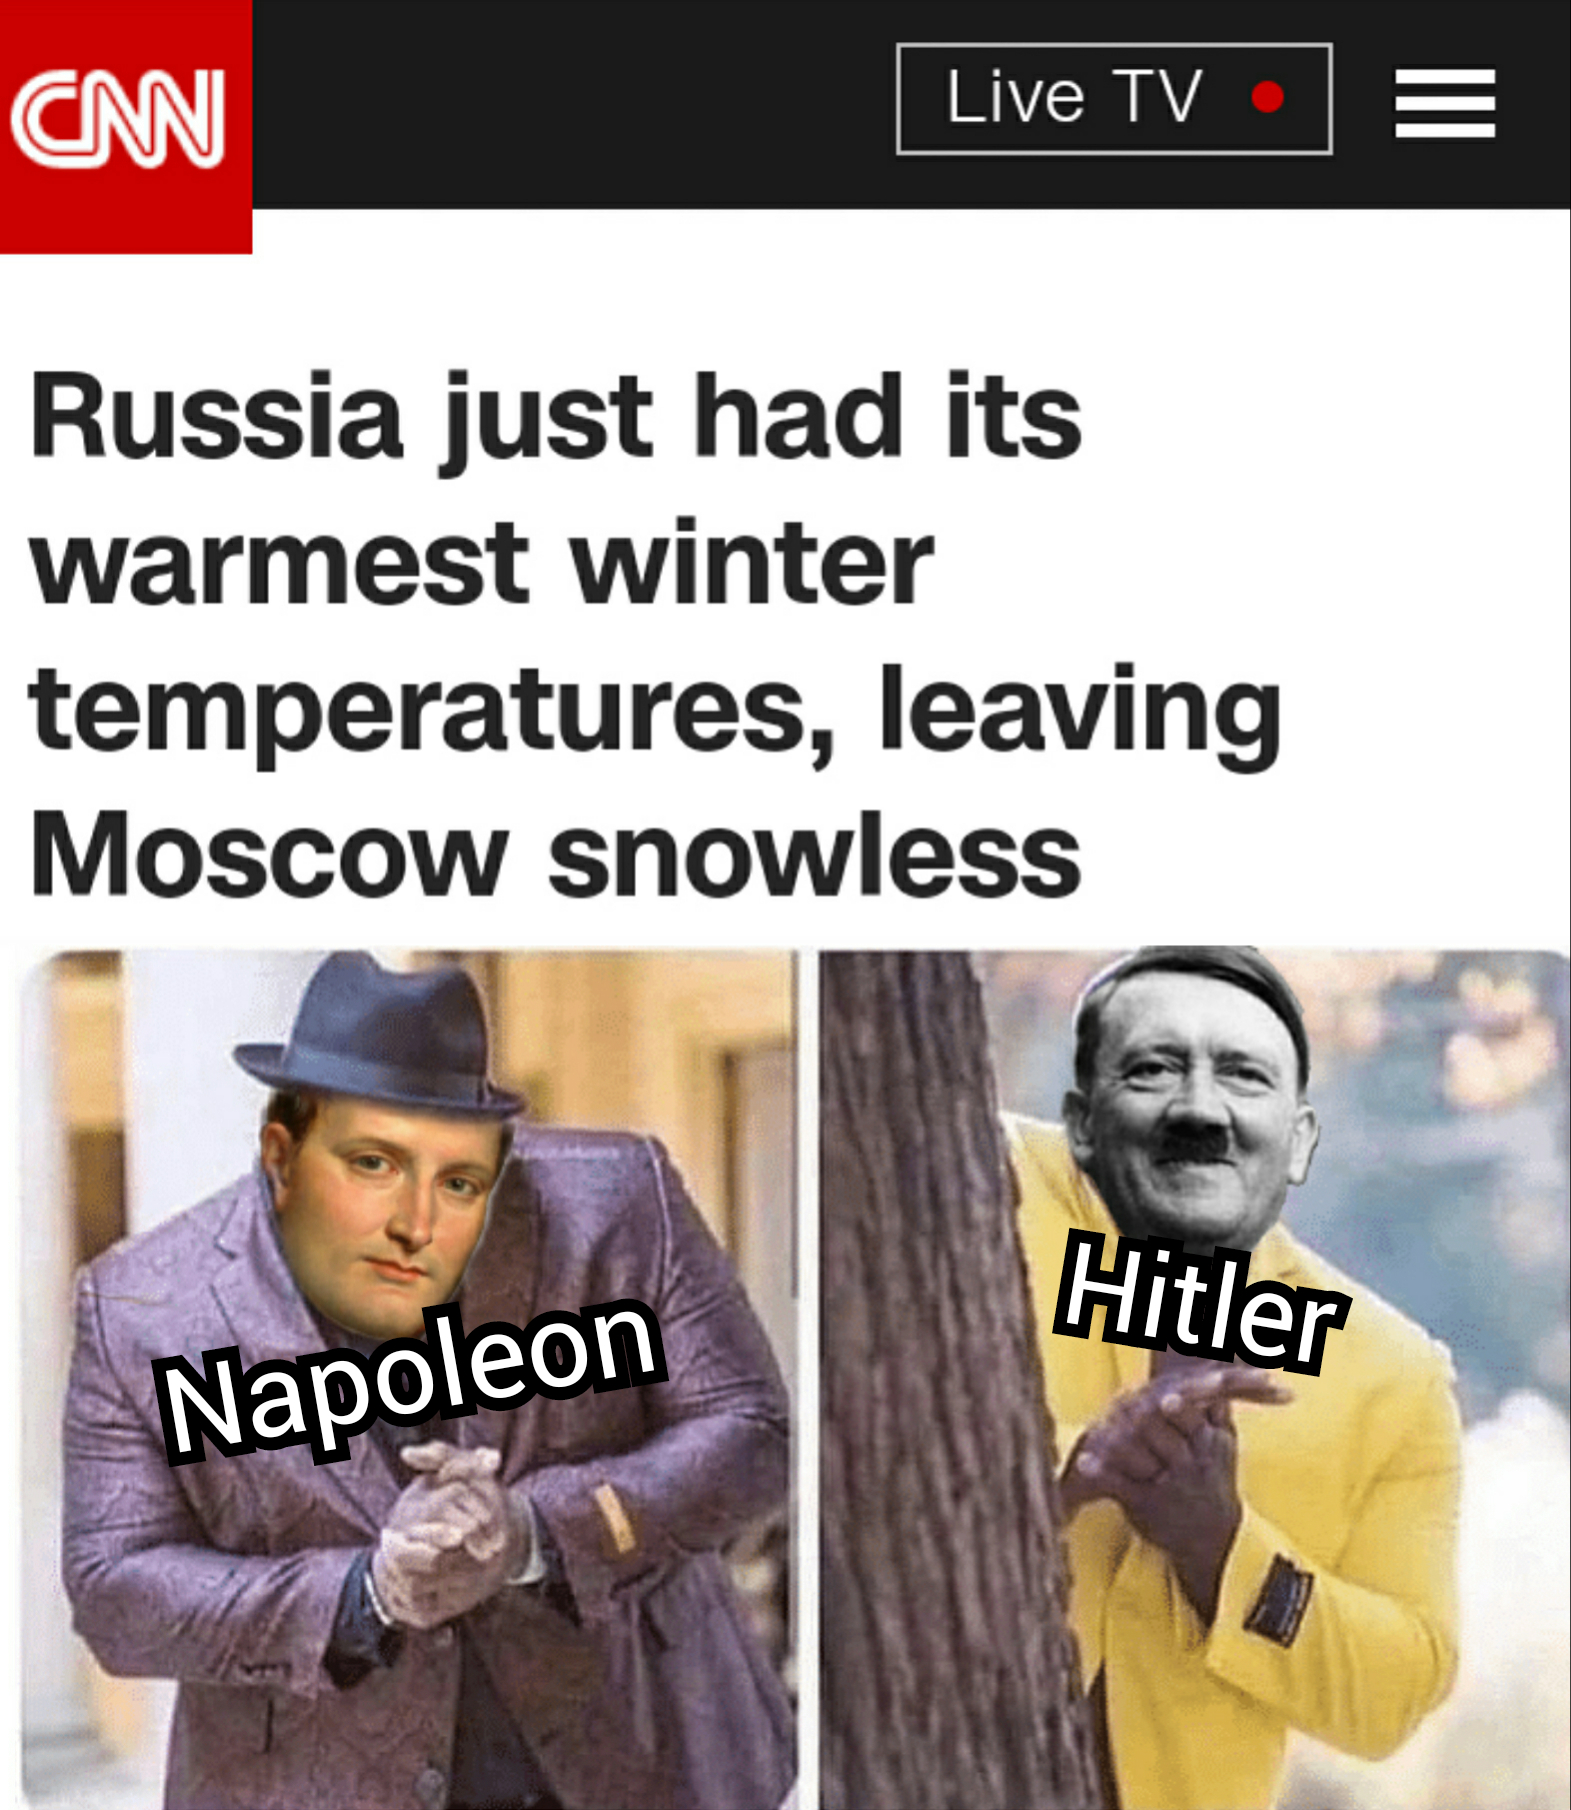 CNN
Live TV
Russia just had its
warmest winter
temperatures, leaving
Moscow snowless
Napoleon
Hitler